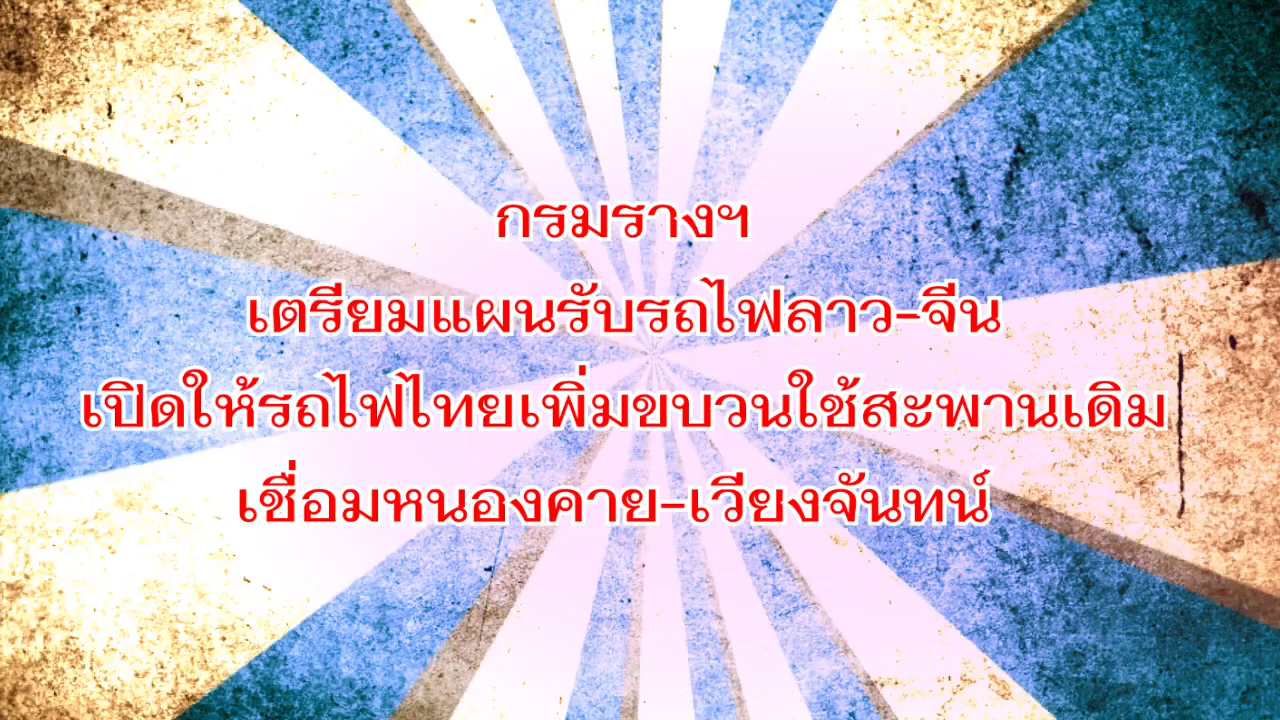 กรมรางฯ
เตรียมแผนรับรถไฟลาว-จีน
เปิดให้รถไฟไทยเพิ่มขบวนใช้สะพานเดิม
เชื่อมหนองคาย-เวียงจันทน์